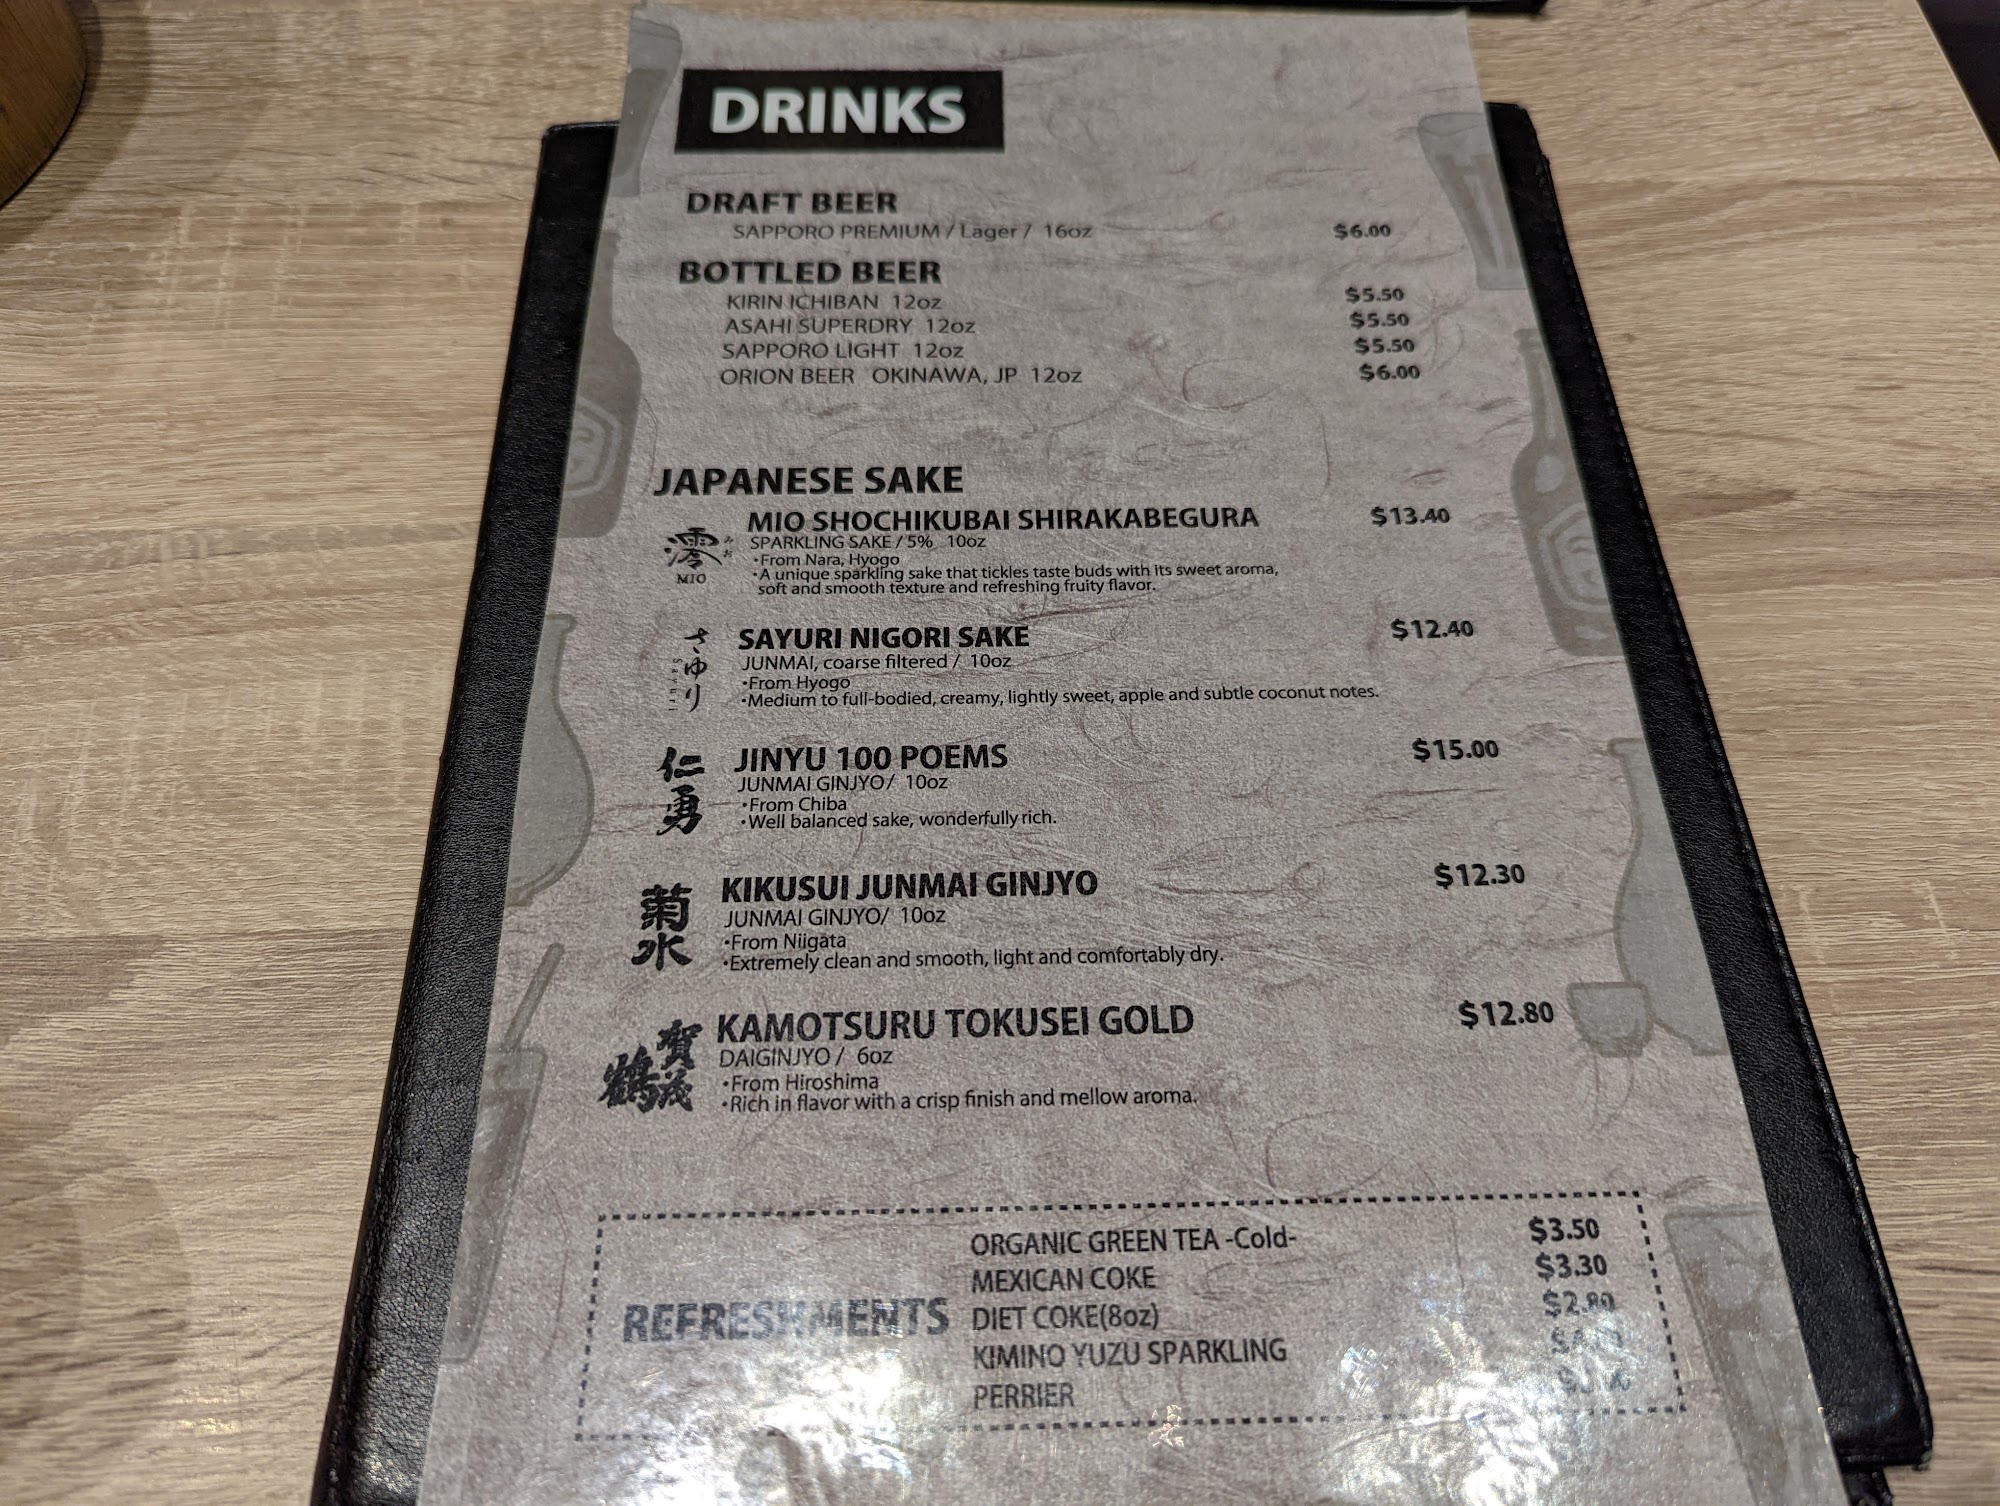 DRINKS
DRAFT BEER
SAPPORO PREMIUM / Lager / 16oz $6.00
BOTTLED BEER
KIRIN ICHIBAN 12oz $5.50
ASAHI SUPERDRY 12oz $5.50
SAPPORO LIGHT 12oz $5.50
ORION BEER OKINAWA, JP 12oz $6.00
JAPANESE SAKE
澪 みお MIO
MIO SHOCHIKUBAI SHIRAKABEGURA $13.40
SPARKLING SAKE / 5% 10oz
・From Nara, Hyogo
・A unique sparkling sake that tickles taste buds with its sweet aroma,
soft and smooth texture and refreshing fruity flavor.
さゆり Sayuri
SAYURI NIGORI SAKE $12.40
JUNMAI, coarse filtered / 10oz
・From Hyogo
・Medium to full-bodied, creamy, lightly sweet, apple and subtle coconut notes.
仁勇
JINYU 100 POEMS $15.00
JUNMAI GINJYO / 10oz
・From Chiba
・Well balanced sake, wonderfully rich.
菊水
KIKUSUI JUNMAI GINJYO $12.30
JUNMAI GINJYO/ 10oz
・From Niigata
・Extremely clean and smooth, light and comfortably dry.
賀茂鶴
KAMOTSURU TOKUSEI GOLD $12.80
DAIGINJYO / 6oz
・From Hiroshima
・Rich in flavor with a crisp finish and mellow aroma.
REFRESHMENTS
ORGANIC GREEN TEA -Cold- $3.50
MEXICAN COKE $3.30
DIET COKE(8oz) $2.80
KIMINO YUZU SPARKLING
PERRIER